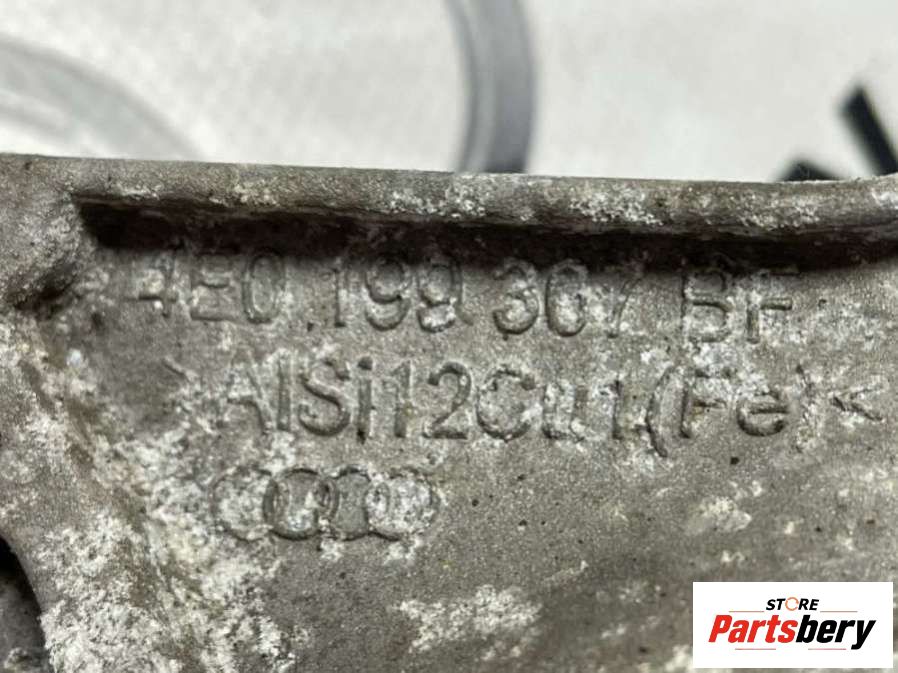 4E0 199 307 BF
>AlSi12Cu1(Fe)<
STORE
Partsbery